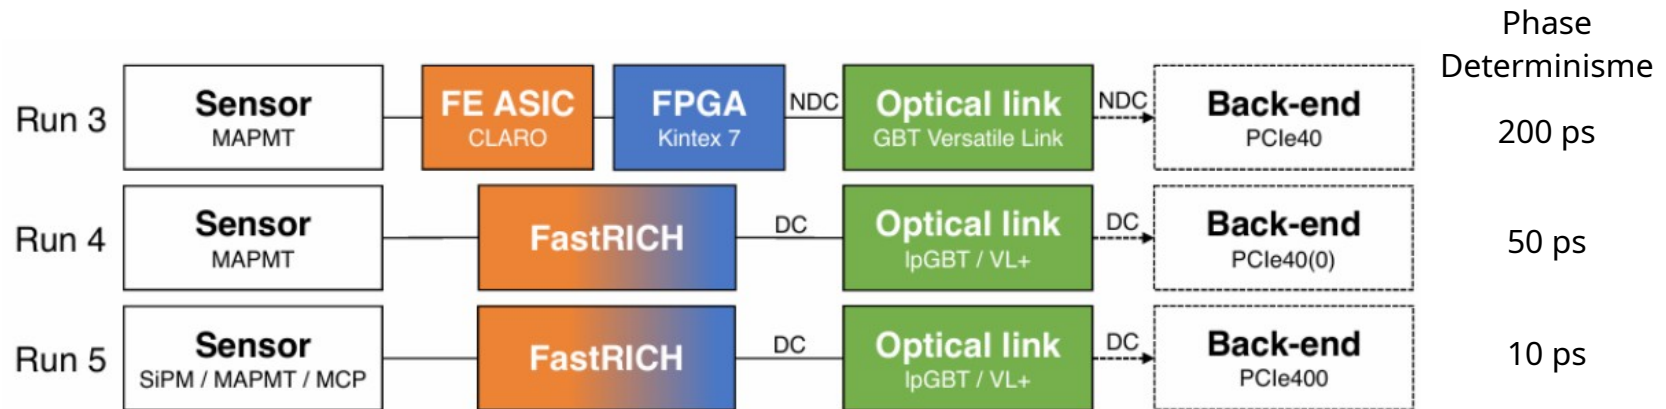 Phase
Determinisme
Run 3
Sensor
MAPMT
FE ASIC
CLARO
FPGA
Kintex 7
NDC
Optical link
GBT Versatile Link
NDC
Back-end
PCIe40
200 ps
Run 4
Sensor
MAPMT
FastRICH
DC
Optical link
lpGBT / VL+
DC
Back-end
PCIe40(0)
50 ps
Run 5
Sensor
SiPM / MAPMT / MCP
FastRICH
DC
Optical link
lpGBT / VL+
DC
Back-end
PCIe400
10 ps